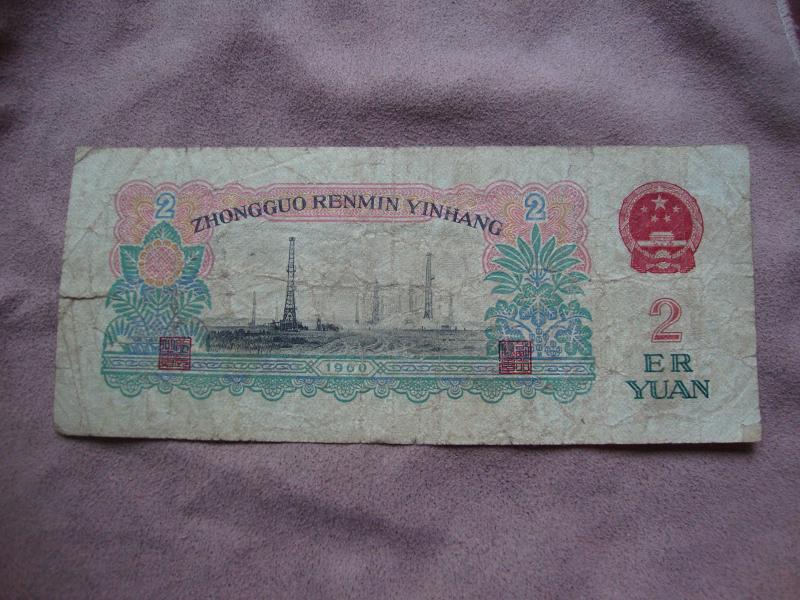 2 2
ZHONGGUO RENMIN YINHANG
1960
2
ER
YUAN